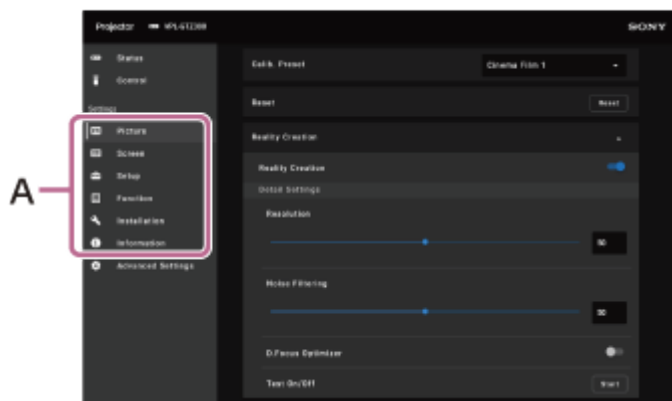 Projector VPL-GTZ380 SONY
Status
Control
Settings
Picture
Screen
Setup
Function
Installation
Information
Advanced Settings
A
Calib. Preset Cinema Film 1
Reset Reset
Reality Creation
Reality Creation
Detail Settings
Resolution
50
Noise Filtering
50
D.Focus Optimizer
Test On/Off Start